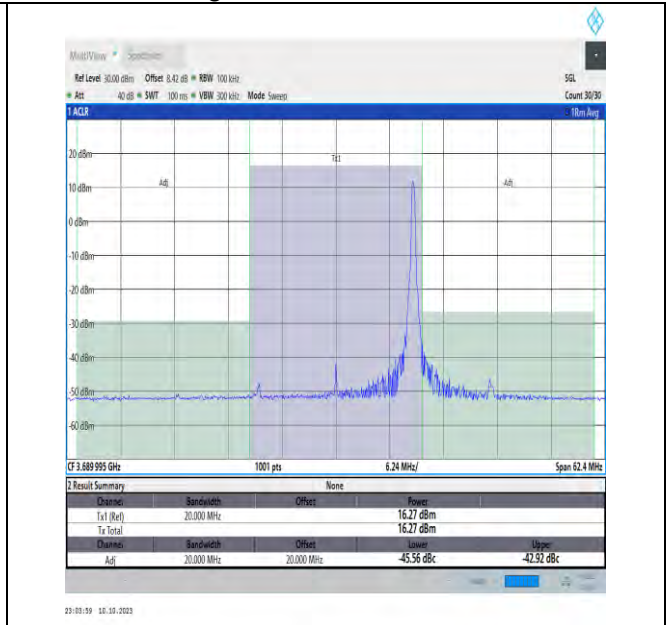 MultiView Spectrum
Ref Level 30.00 dBm Offset 8.42 dB RBW 100 kHz SGL
Att 40 dB SWT 100 ms VBW 300 kHz Mode Sweep Count 30/30
1 ACLR 1Rm Avg
Tx1
20 dBm
Adj Adj
10 dBm
0 dBm
-10 dBm
-20 dBm
-30 dBm
-40 dBm
-50 dBm
-60 dBm
CF 3.689 995 GHz 1001 pts 6.24 MHz/ Span 62.4 MHz
2 Result Summary None
Channel Bandwidth Offset Power
Tx1 (Ref) 20.000 MHz 16.27 dBm
Tx Total 16.27 dBm
Channel Bandwidth Offset Lower Upper
Adj 20.000 MHz 20.000 MHz -45.56 dBc -42.92 dBc
23:03:59 10.10.2023